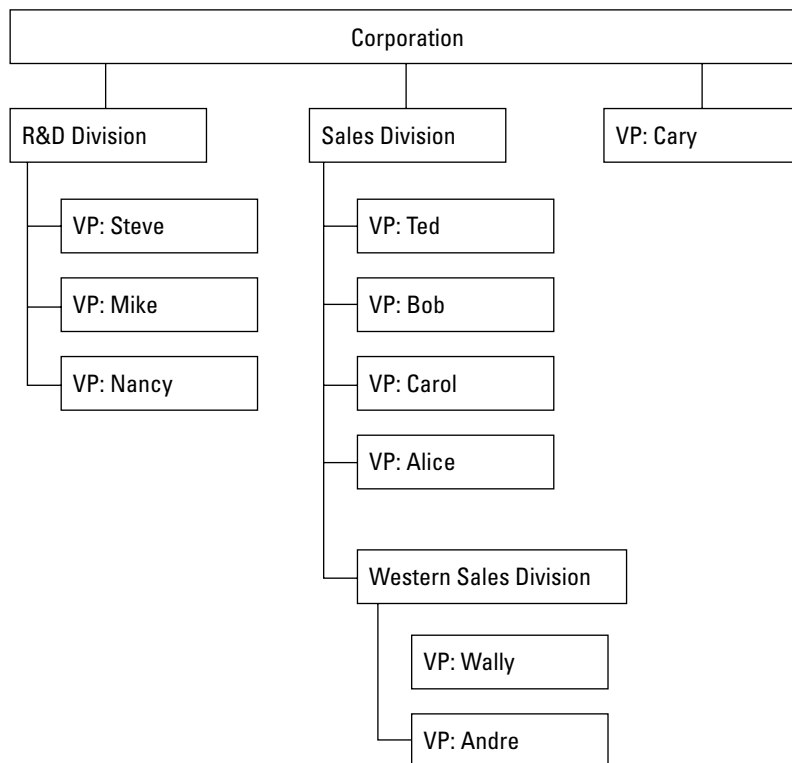 Corporation
R&D Division
Sales Division
VP: Cary
VP: Steve
VP: Mike
VP: Nancy
VP: Ted
VP: Bob
VP: Carol
VP: Alice
Western Sales Division
VP: Wally
VP: Andre